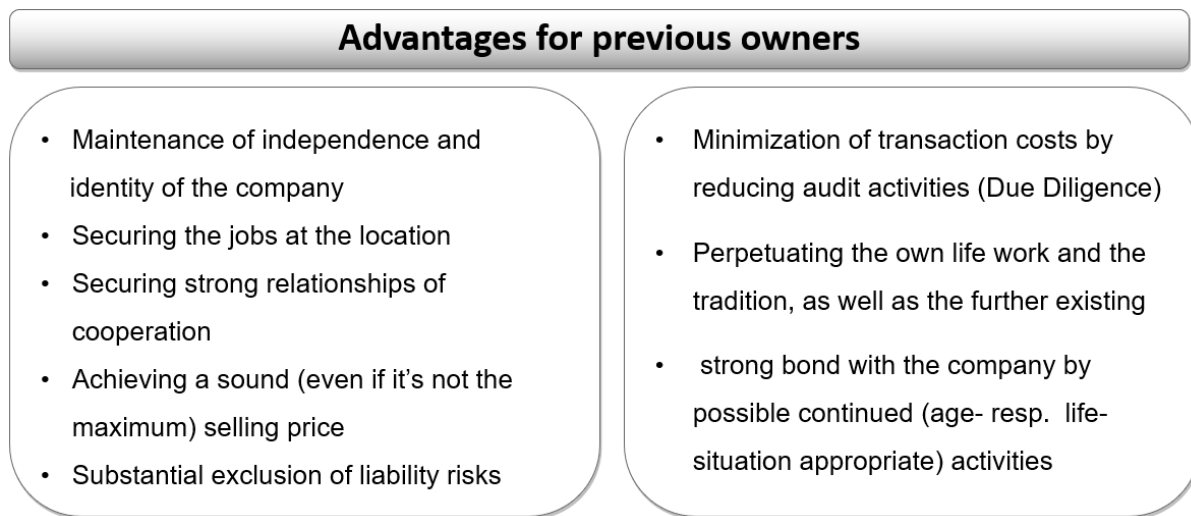 Advantages for previous owners
• Maintenance of independence and
identity of the company
• Securing the jobs at the location
• Securing strong relationships of
cooperation
• Achieving a sound (even if it’s not the
maximum) selling price
• Substantial exclusion of liability risks
• Minimization of transaction costs by
reducing audit activities (Due Diligence)
• Perpetuating the own life work and the
tradition, as well as the further existing
• strong bond with the company by
possible continued (age- resp. life-
situation appropriate) activities